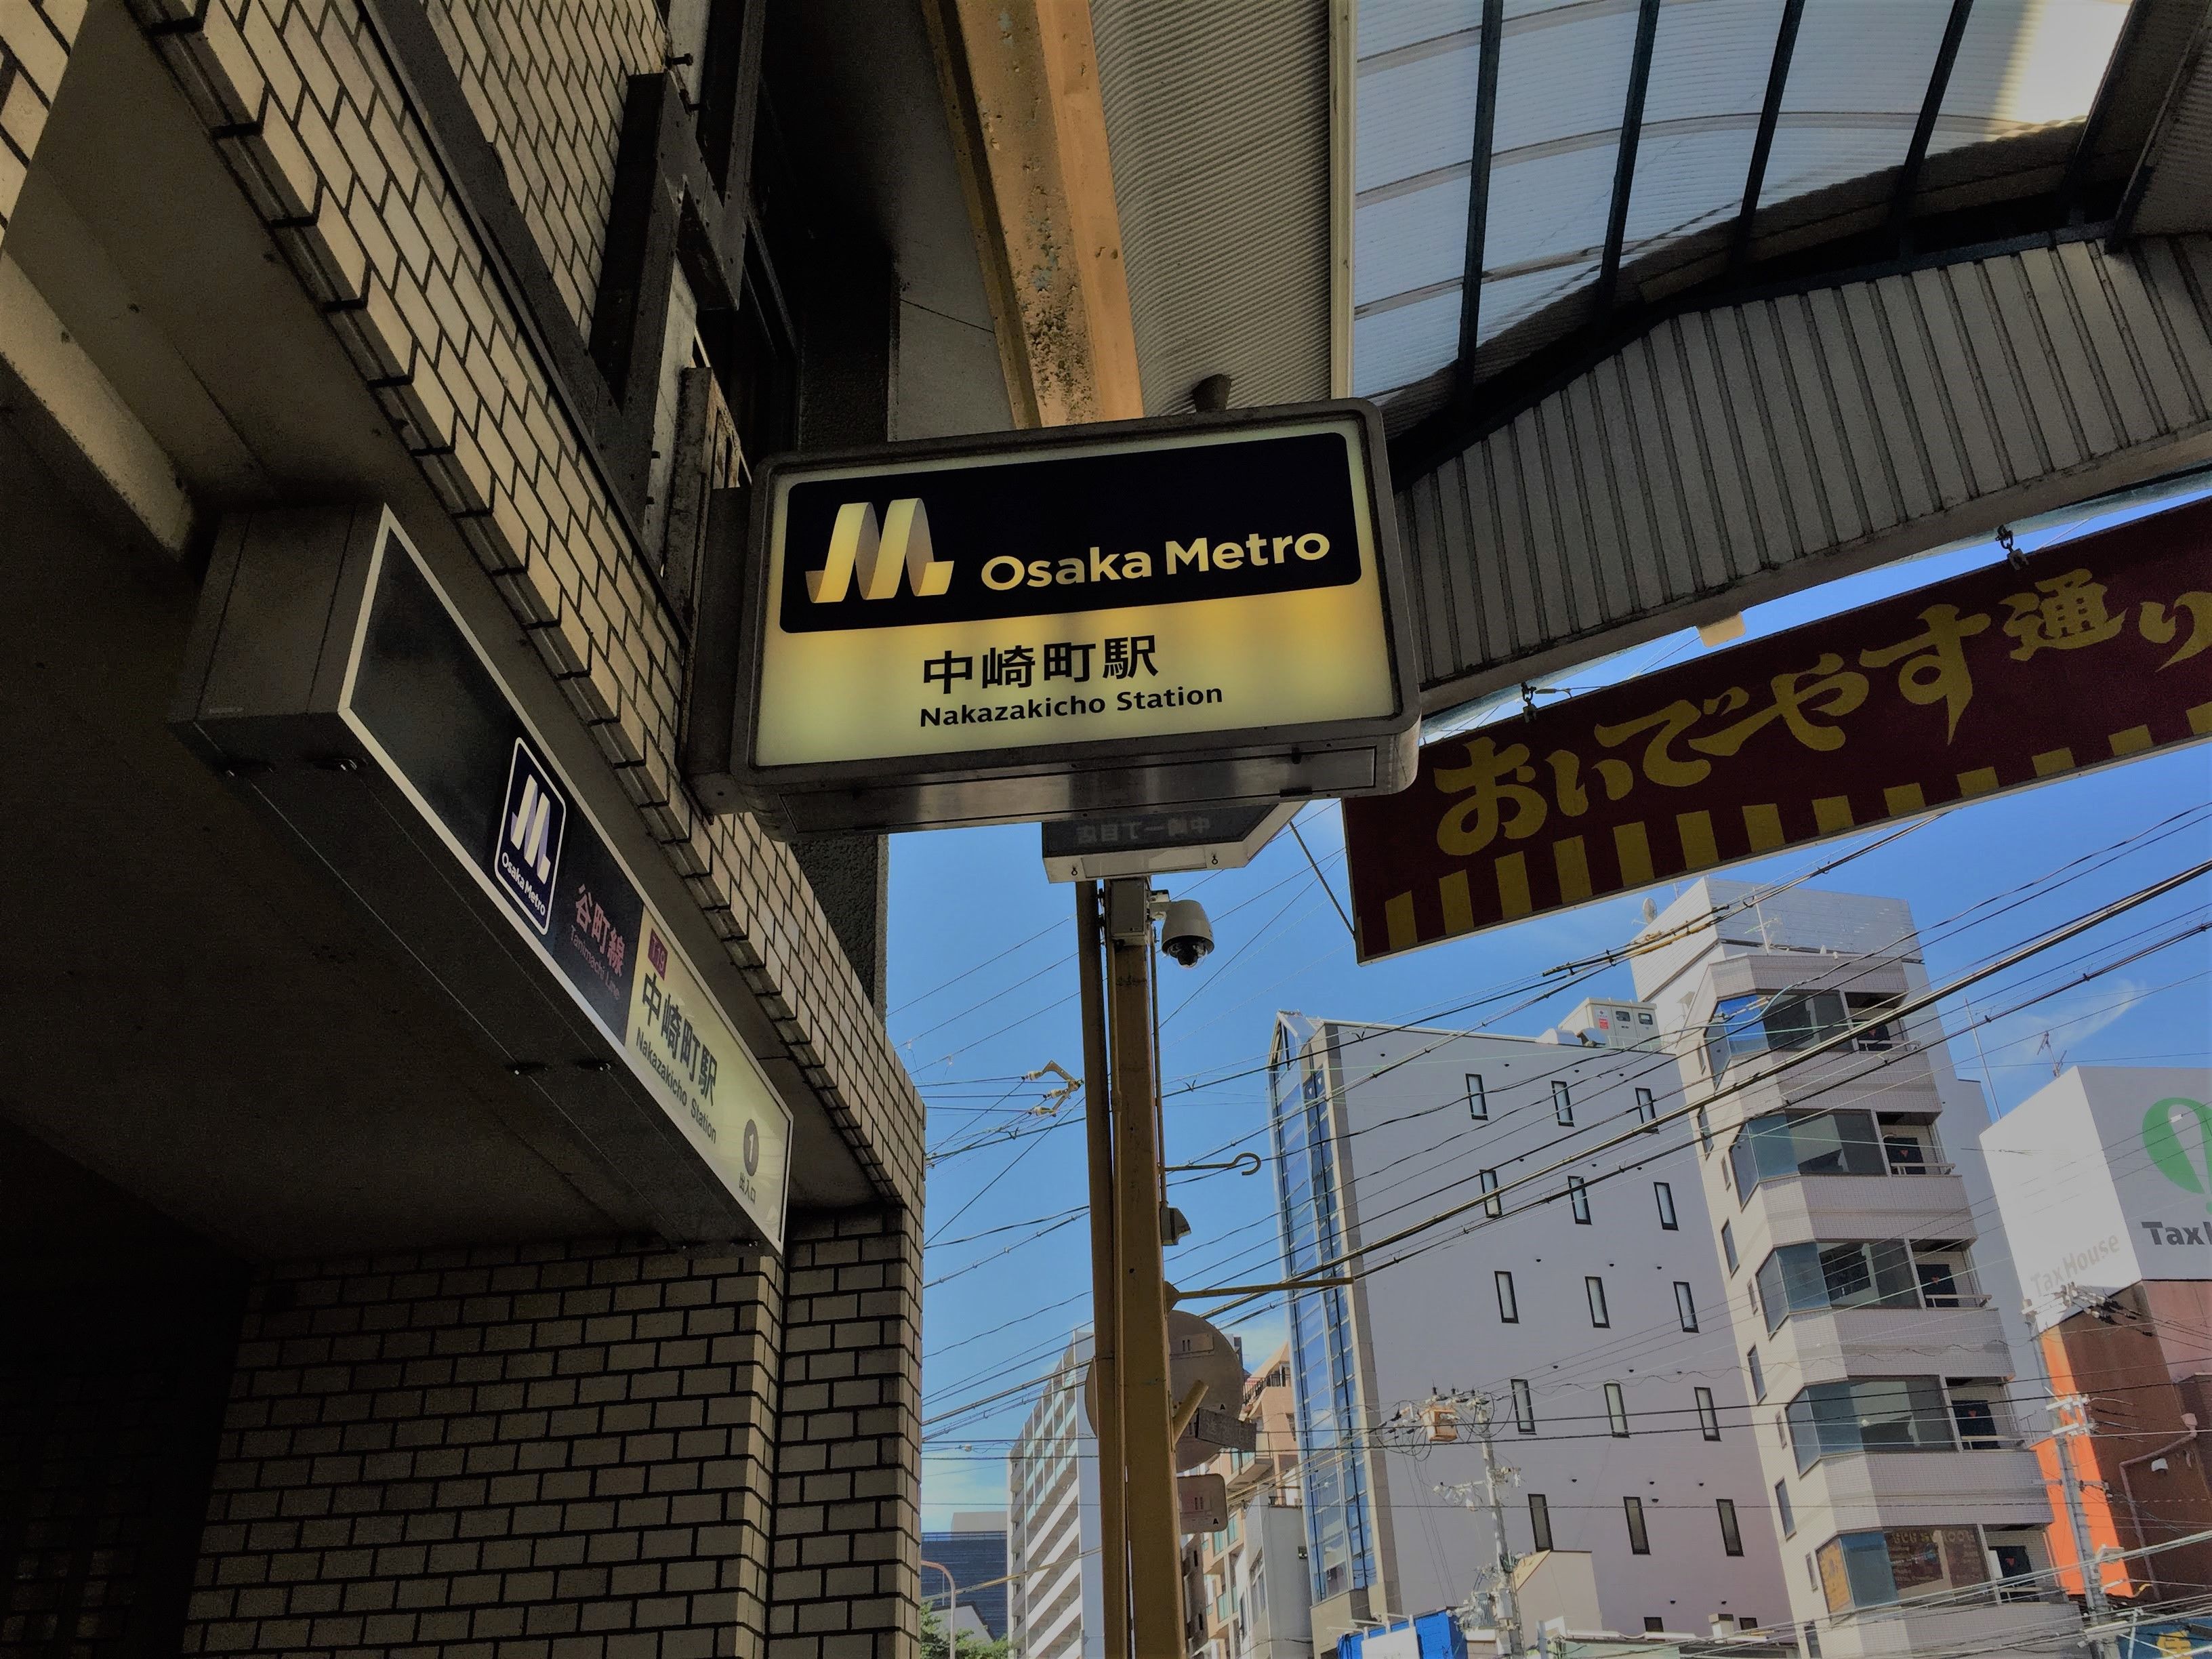 Osaka Metro
中崎町駅
Nakazakicho Station
おいでやす通り
Osaka Metro
谷町線
Tanimachi Line
T19
中崎町駅
Nakazakicho Station
1
出入口
中崎一丁目店
Tax House
Tax